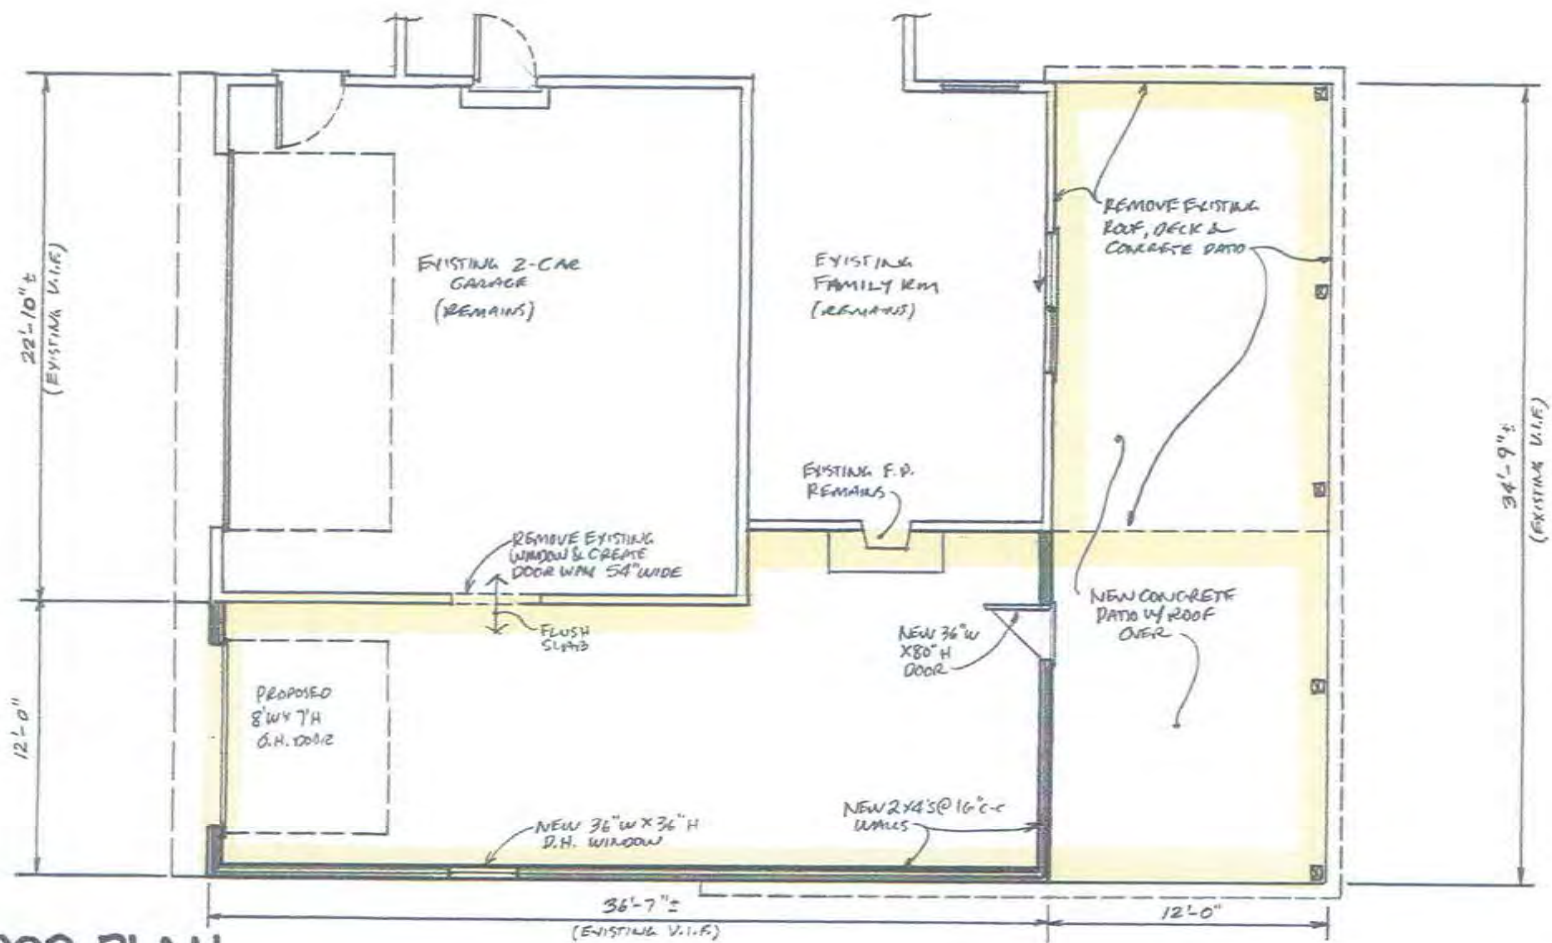 REMOVE EXISTING
ROOF, DECK &
CONCRETE PATIO
EXISTING 2-CAR
GARAGE
(REMAINS)
EXISTING
FAMILY RM
(REMAINS)
22'-10"±
(EXISTING V.I.F.)
34'-9"±
(EXISTING V.I.F.)
EXISTING F.P.
REMAINS
REMOVE EXISTING
WINDOW & CREATE
DOOR WAY 54" WIDE
FLUSH
SLAB
NEW 36"W
X80"H
DOOR
NEW CONCRETE
PATIO W/ ROOF
OVER
PROPOSED
8'W X 7'H
O.H. DOOR
12'-0"
NEW 36"W X 36"H
D.H. WINDOW
NEW 2X4'S @ 16" C-C
WALLS
36'-7"±
(EXISTING V.I.F.)
12'-0"
PLAN